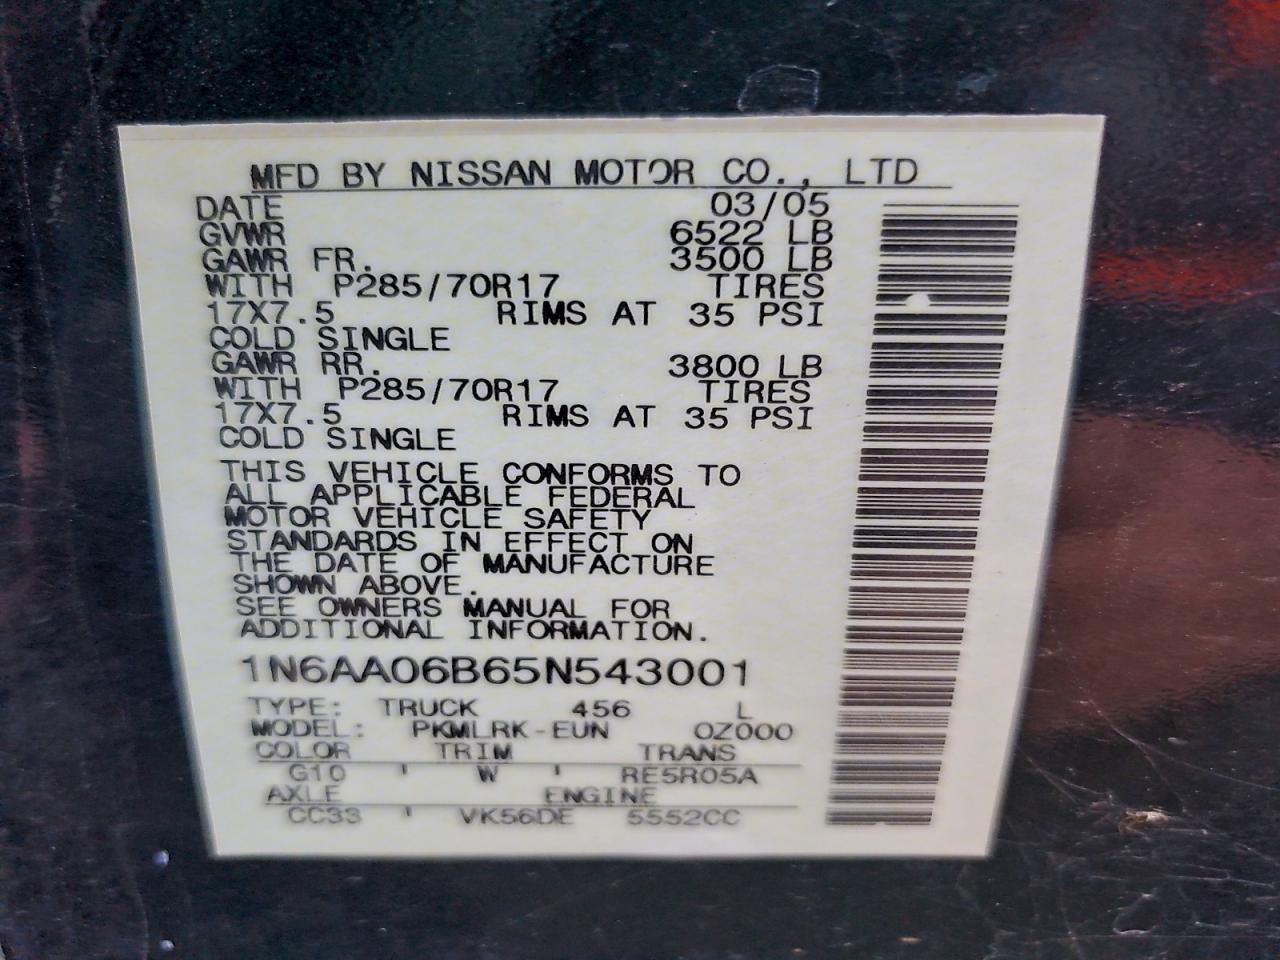 MFD BY NISSAN MOTOR CO., LTD
DATE 03/05
GVWR 6522 LB
GAWR FR. 3500 LB
WITH P285/70R17 TIRES
17X7.5 RIMS AT 35 PSI
COLD SINGLE
GAWR RR. 3800 LB
WITH P285/70R17 TIRES
17X7.5 RIMS AT 35 PSI
COLD SINGLE
THIS VEHICLE CONFORMS TO
ALL APPLICABLE FEDERAL
MOTOR VEHICLE SAFETY
STANDARDS IN EFFECT ON
THE DATE OF MANUFACTURE
SHOWN ABOVE.
SEE OWNERS MANUAL FOR
ADDITIONAL INFORMATION.
1N6AA06B65N543001
TYPE: TRUCK 456 L
MODEL: PKMLRK-EUN 0Z000
COLOR TRIM TRANS
G10 ' W ' RE5R05A
AXLE ENGINE
CC33 ' VK56DE 5552CC